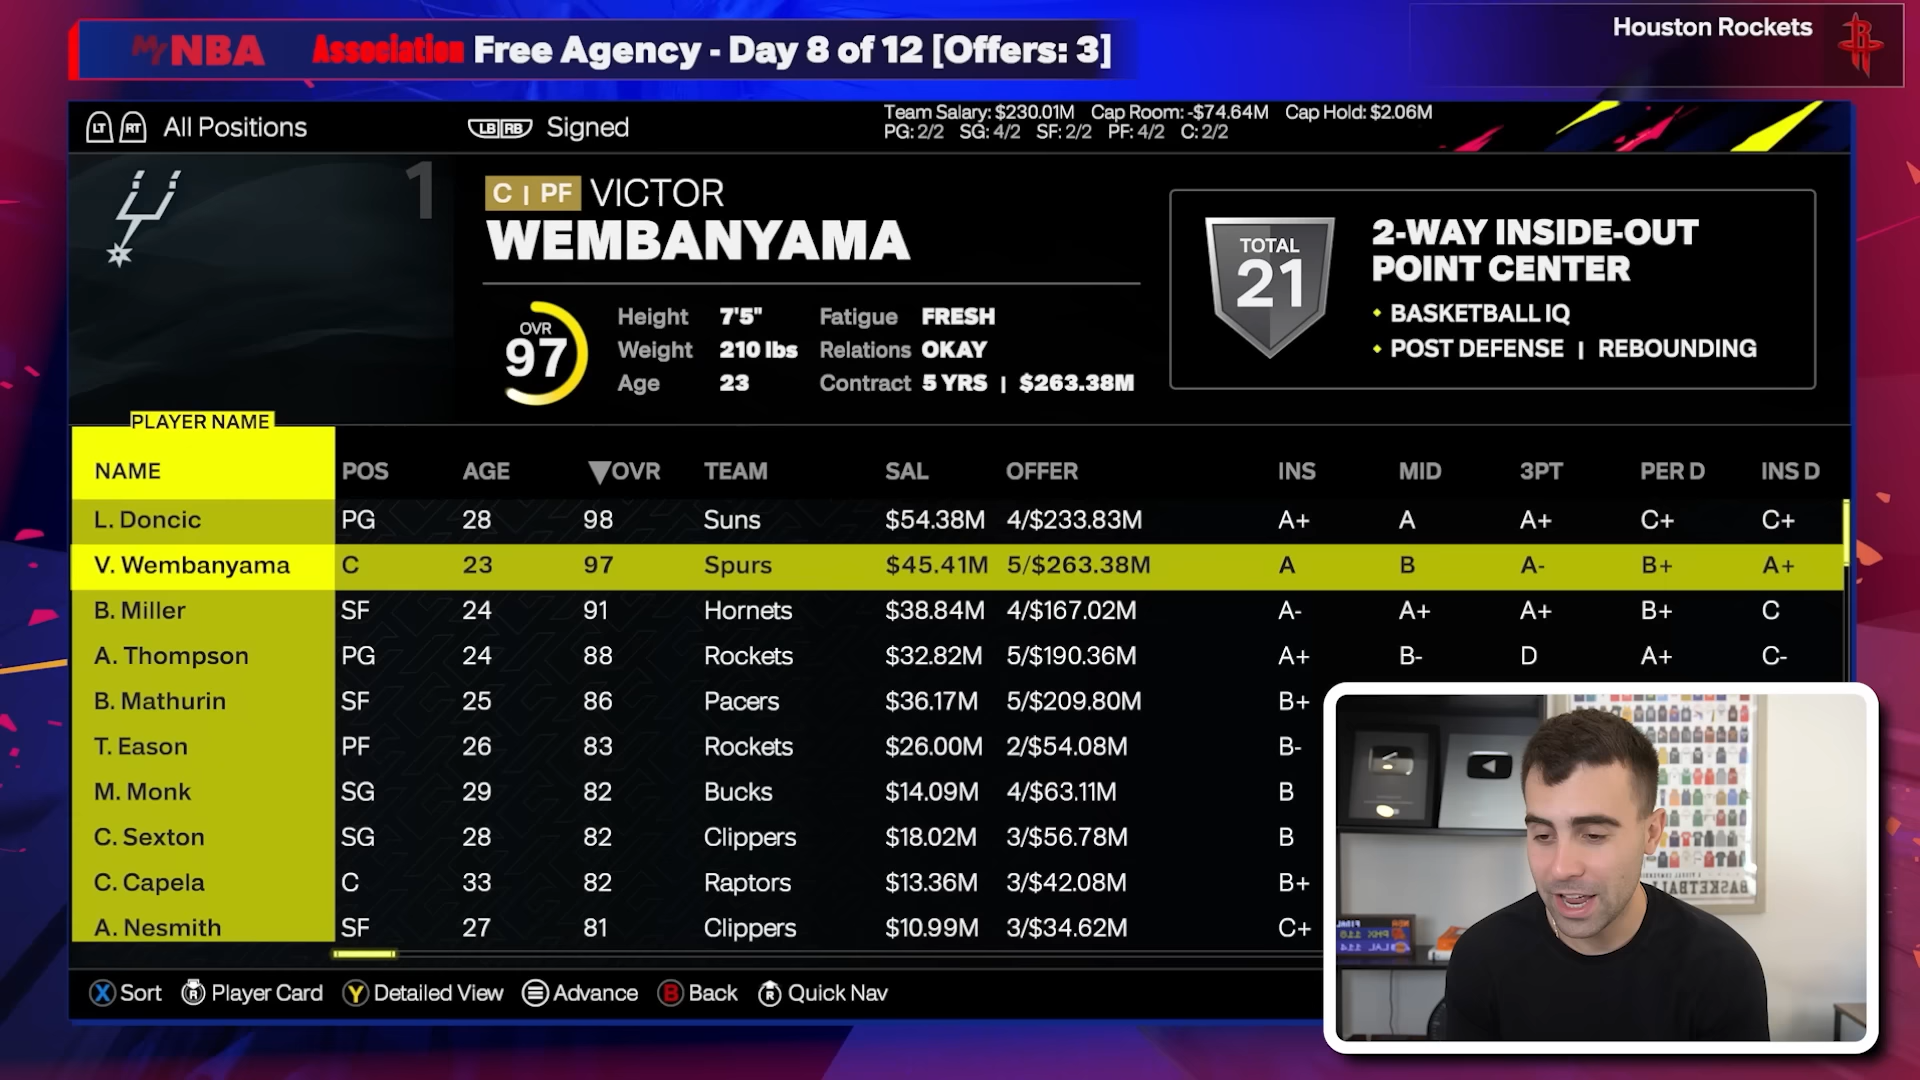 MyNBA Association Free Agency - Day 8 of 12 [Offers: 3]
Houston Rockets
LT RT All Positions
LB RB Signed
Team Salary: $230.01M Cap Room: -$74.64M Cap Hold: $2.06M
PG: 2/2 SG: 4/2 SF: 2/2 PF: 4/2 C: 2/2
1
C | PF VICTOR
WEMBANYAMA
OVR
97
Height 7'5" Fatigue FRESH
Weight 210 lbs Relations OKAY
Age 23 Contract 5 YRS | $263.38M
TOTAL
21
2-WAY INSIDE-OUT
POINT CENTER
• BASKETBALL IQ
• POST DEFENSE | REBOUNDING
PLAYER NAME
NAME POS AGE ▼OVR TEAM SAL OFFER INS MID 3PT PER D INS D
L. Doncic PG 28 98 Suns $54.38M 4/$233.83M A+ A A+ C+ C+
V. Wembanyama C 23 97 Spurs $45.41M 5/$263.38M A B A- B+ A+
B. Miller SF 24 91 Hornets $38.84M 4/$167.02M A- A+ A+ B+ C
A. Thompson PG 24 88 Rockets $32.82M 5/$190.36M A+ B- D A+ C-
B. Mathurin SF 25 86 Pacers $36.17M 5/$209.80M B+
T. Eason PF 26 83 Rockets $26.00M 2/$54.08M B-
M. Monk SG 29 82 Bucks $14.09M 4/$63.11M B
C. Sexton SG 28 82 Clippers $18.02M 3/$56.78M B
C. Capela C 33 82 Raptors $13.36M 3/$42.08M B+
A. Nesmith SF 27 81 Clippers $10.99M 3/$34.62M C+
BASKETBALL
X Sort R Player Card Y Detailed View Advance B Back R Quick Nav